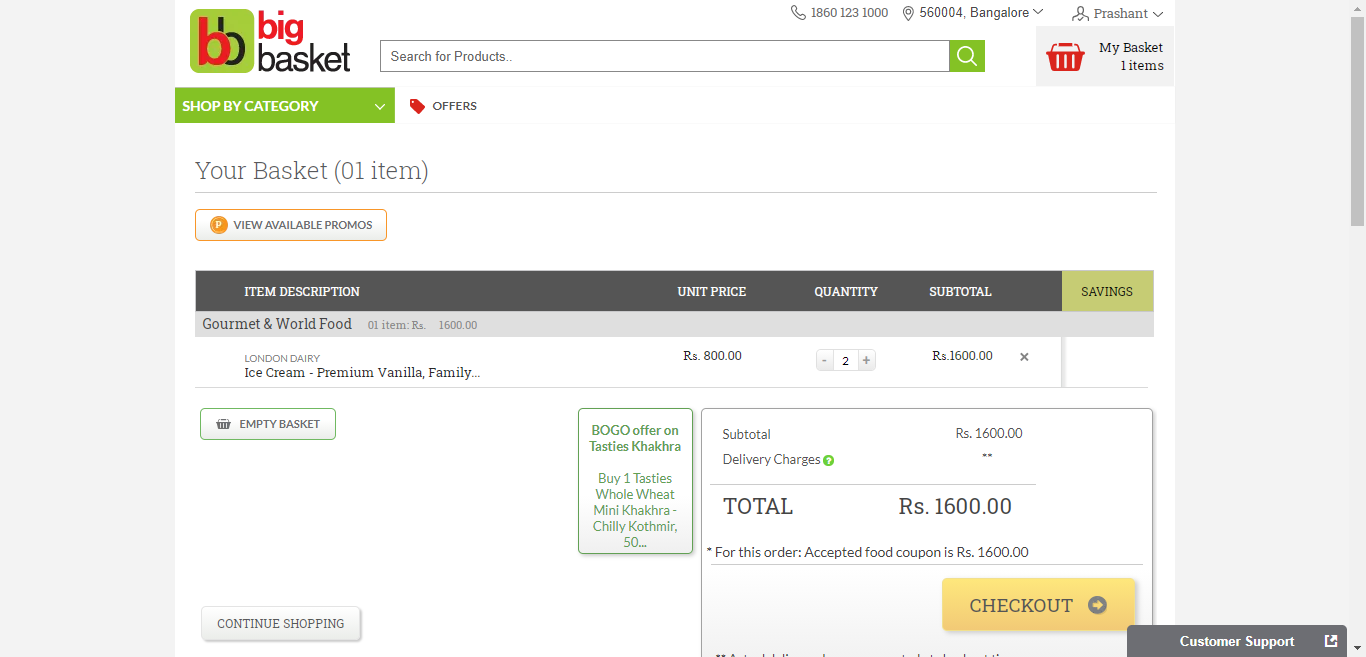 1860 123 1000
560004, Bangalore
Prashant
bb
big
basket
Search for Products..
My Basket
1 items
SHOP BY CATEGORY
OFFERS
Your Basket (01 item)
P
VIEW AVAILABLE PROMOS
ITEM DESCRIPTION UNIT PRICE QUANTITY SUBTOTAL SAVINGS
Gourmet & World Food 01 item: Rs. 1600.00
LONDON DAIRY
Ice Cream - Premium Vanilla, Family...
Rs. 800.00 - 2 + Rs.1600.00 ×
EMPTY BASKET
BOGO offer on
Tasties Khakhra
Buy 1 Tasties
Whole Wheat
Mini Khakhra -
Chilly Kothmir,
50...
Subtotal Rs. 1600.00
Delivery Charges ? **
TOTAL Rs. 1600.00
* For this order: Accepted food coupon is Rs. 1600.00
CHECKOUT
CONTINUE SHOPPING
Customer Support